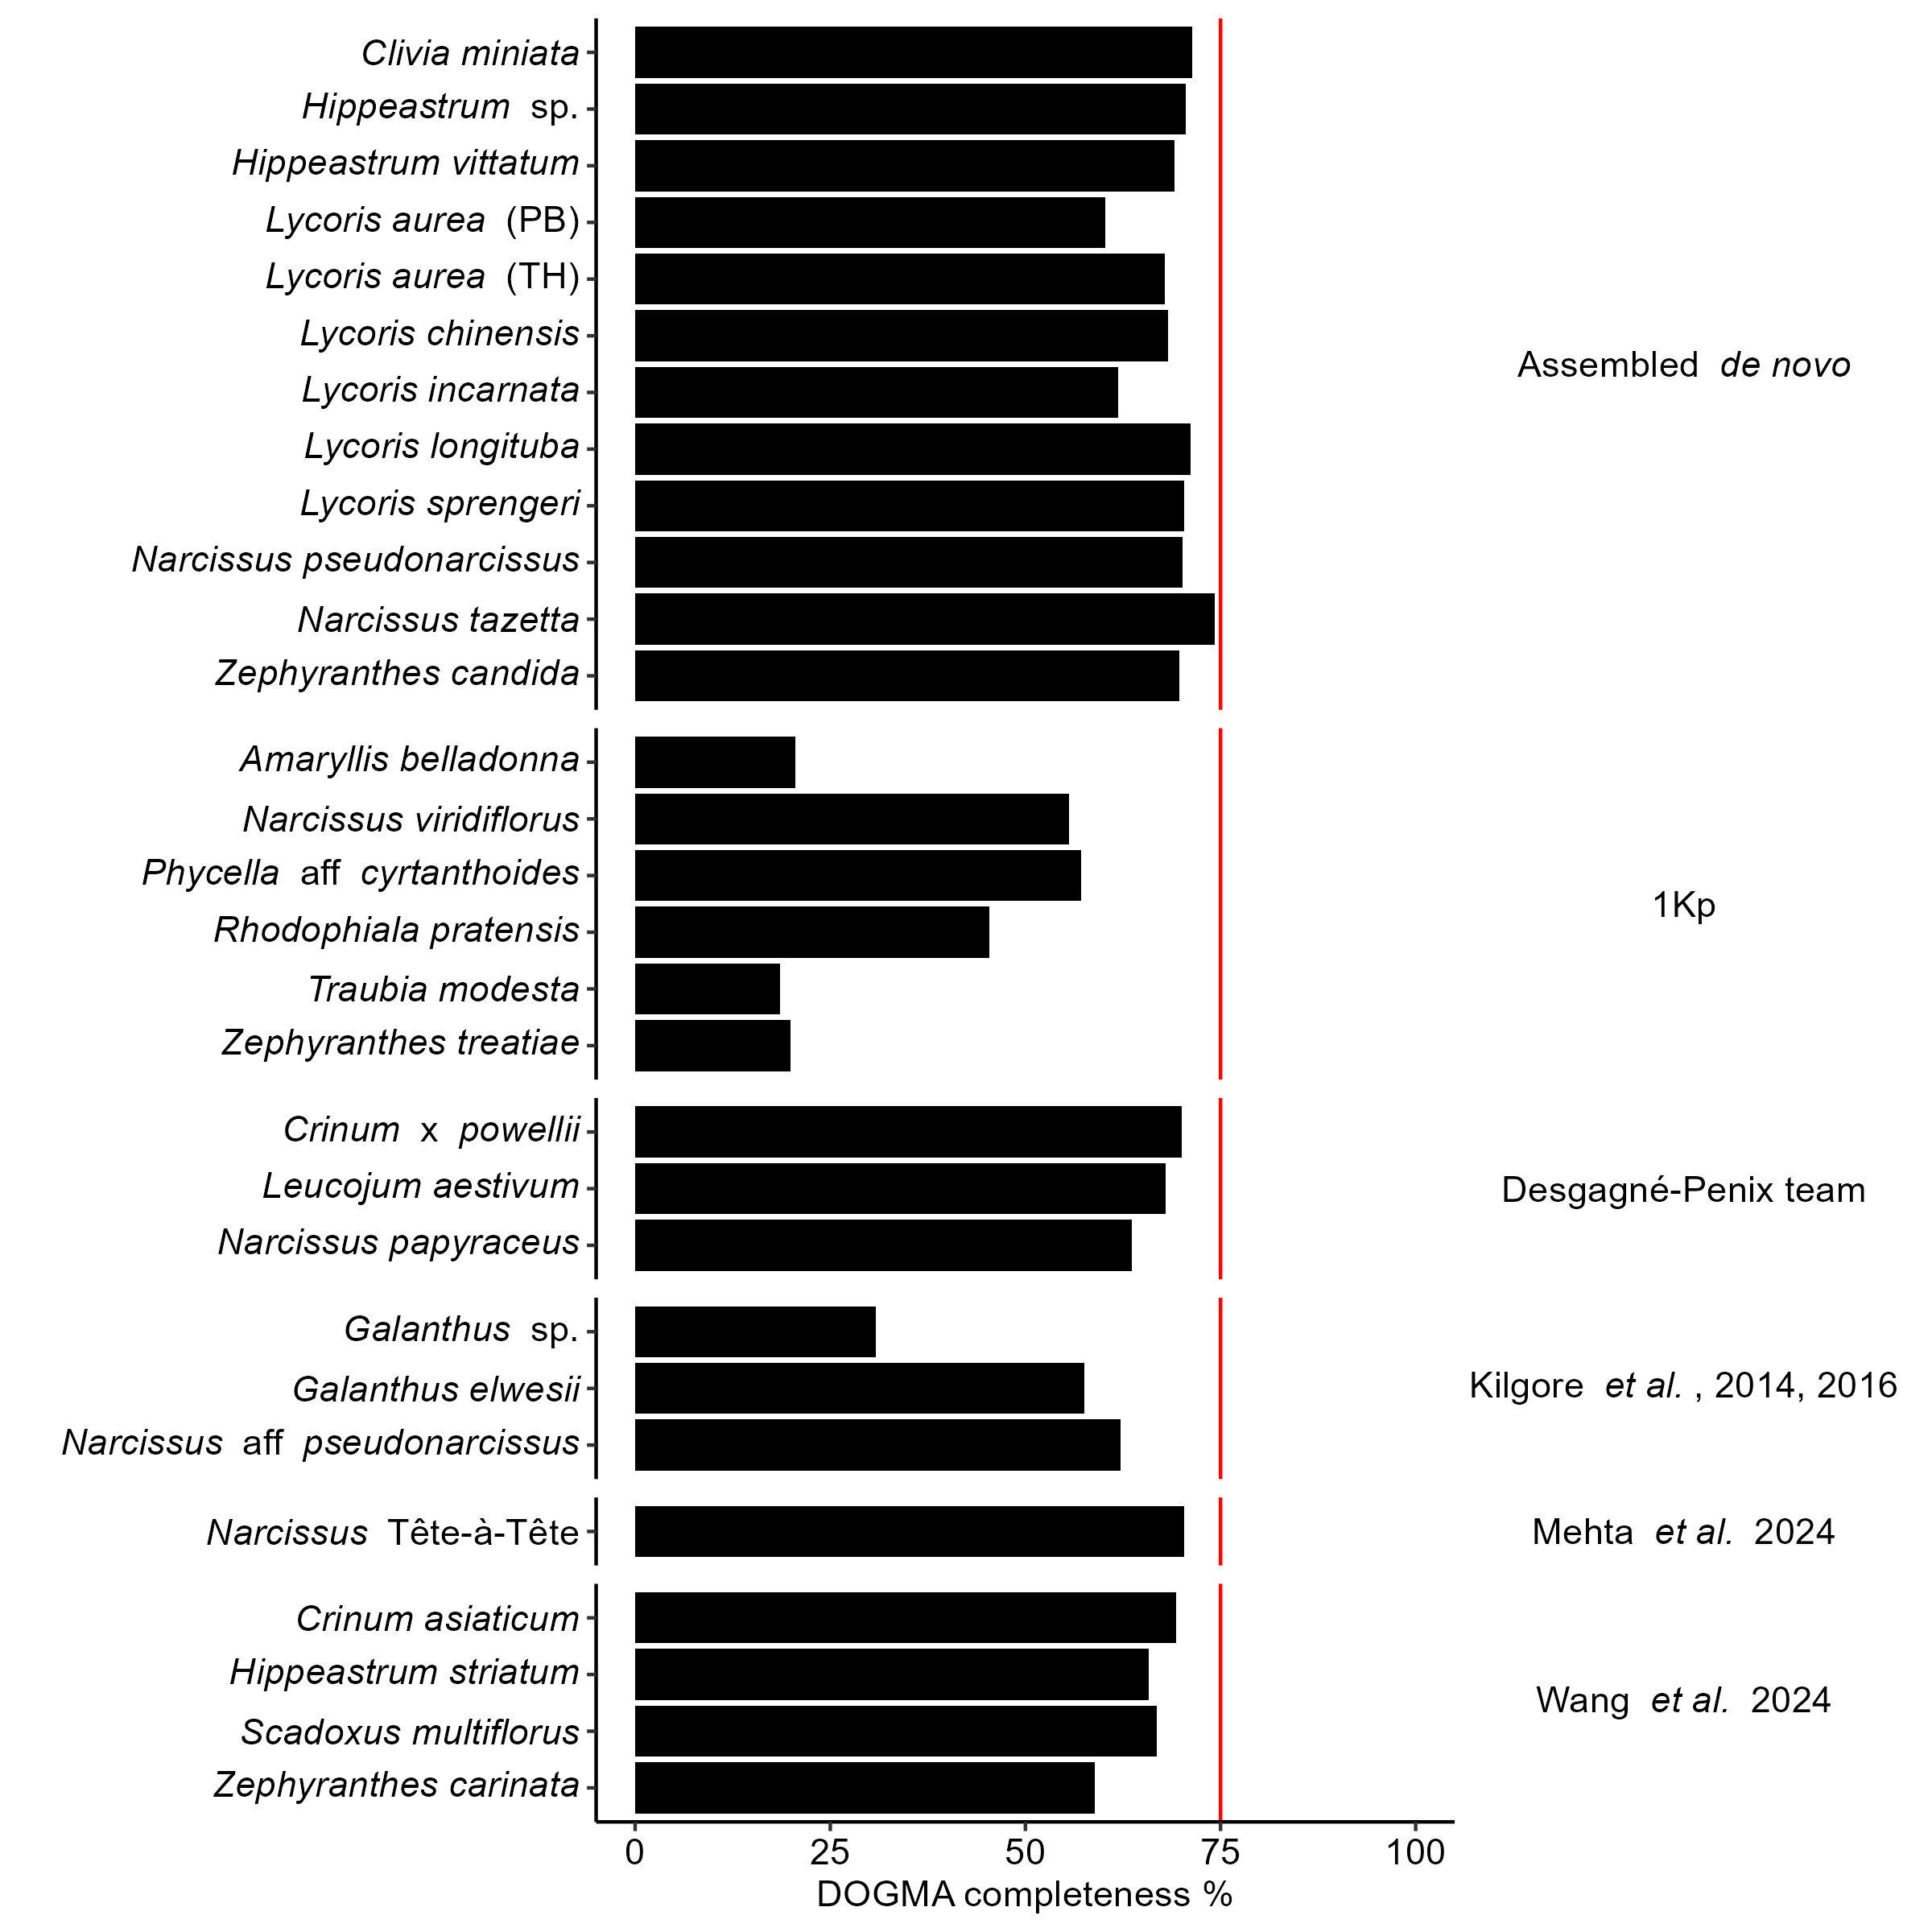 Clivia miniata
Hippeastrum sp.
Hippeastrum vittatum
Lycoris aurea (PB)
Lycoris aurea (TH)
Lycoris chinensis
Lycoris incarnata
Lycoris longituba
Lycoris sprengeri
Narcissus pseudonarcissus
Narcissus tazetta
Zephyranthes candida
Assembled de novo
Amaryllis belladonna
Narcissus viridiflorus
Phycella aff cyrtanthoides
Rhodophiala pratensis
Traubia modesta
Zephyranthes treatiae
1Kp
Crinum x powellii
Leucojum aestivum
Narcissus papyraceus
Desgagné-Penix team
Galanthus sp.
Galanthus elwesii
Narcissus aff pseudonarcissus
Kilgore et al. , 2014, 2016
Narcissus Tête-à-Tête
Mehta et al. 2024
Crinum asiaticum
Hippeastrum striatum
Scadoxus multiflorus
Zephyranthes carinata
Wang et al. 2024
0 25 50 75 100
DOGMA completeness %